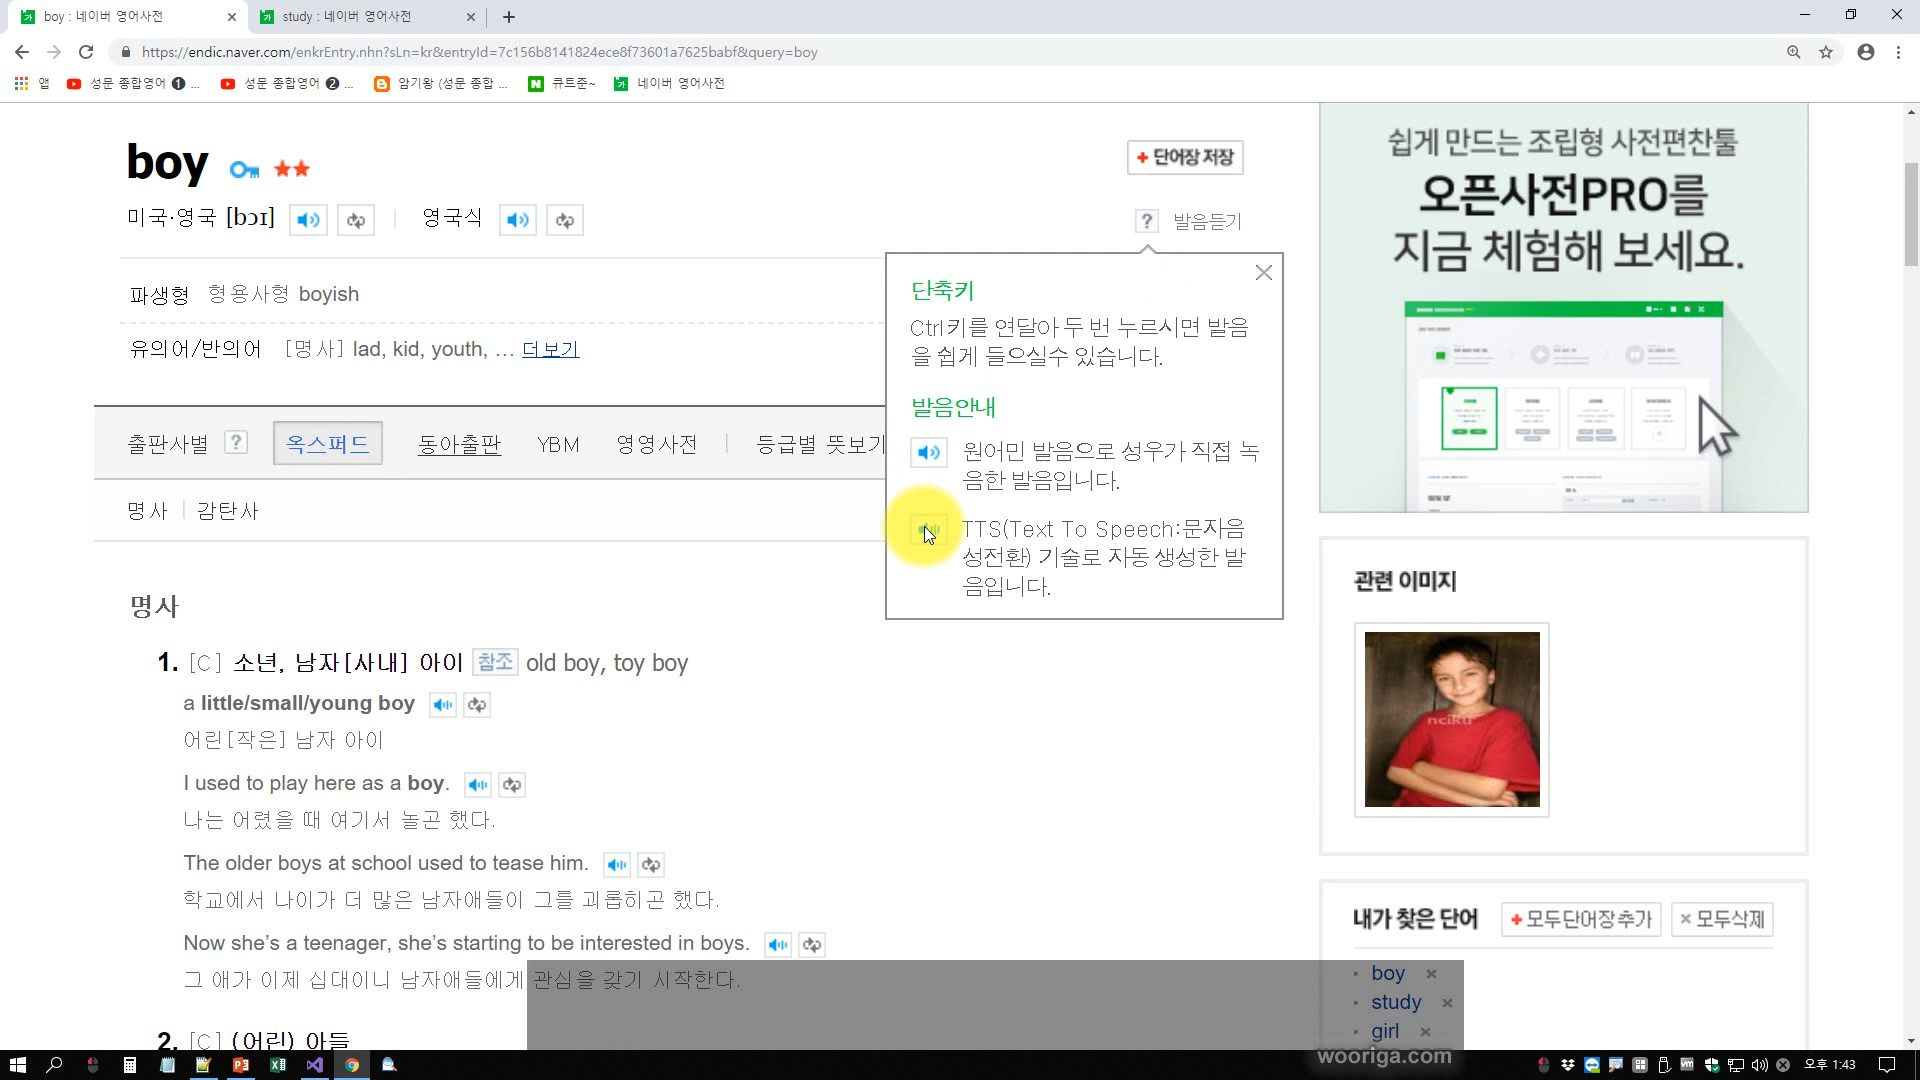 boy : 네이버 영어사전
study : 네이버 영어사전
https://endic.naver.com/enkrEntry.nhn?sLn=kr&entryId=7c156b8141824ece8f73601a7625babf&query=boy
앱
성문 종합영어 ❶ ...
성문 종합영어 ❷ ...
암기왕 (성문 종합 ...
큐트준~
네이버 영어사전
boy
+ 단어장 저장
미국·영국 [bɔɪ]
영국식
? 발음듣기
파생형 형용사형 boyish
유의어/반의어 [명사] lad, kid, youth, … 더보기
출판사별 ? 옥스퍼드 동아출판 YBM 영영사전 등급별 뜻보기
명사 | 감탄사
단축키
Ctrl키를 연달아 두 번 누르시면 발음
을 쉽게 들으실수 있습니다.
발음안내
원어민 발음으로 성우가 직접 녹
음한 발음입니다.
TTS(Text To Speech:문자음
성전환) 기술로 자동 생성한 발
음입니다.
명사
1. [C] 소년, 남자[사내] 아이 참조 old boy, toy boy
a little/small/young boy
어린[작은] 남자 아이
I used to play here as a boy.
나는 어렸을 때 여기서 놀곤 했다.
The older boys at school used to tease him.
학교에서 나이가 더 많은 남자애들이 그를 괴롭히곤 했다.
Now she’s a teenager, she’s starting to be interested in boys.
그 애가 이제 십대이니 남자애들에게 관심을 갖기 시작한다.
2. [C] (어린) 아들
쉽게 만드는 조립형 사전편찬툴
오픈사전PRO를
지금 체험해 보세요.
관련 이미지
nciku
내가 찾은 단어
+ 모두단어장추가
× 모두삭제
boy
study
girl
wooriga.com
오후 1:43